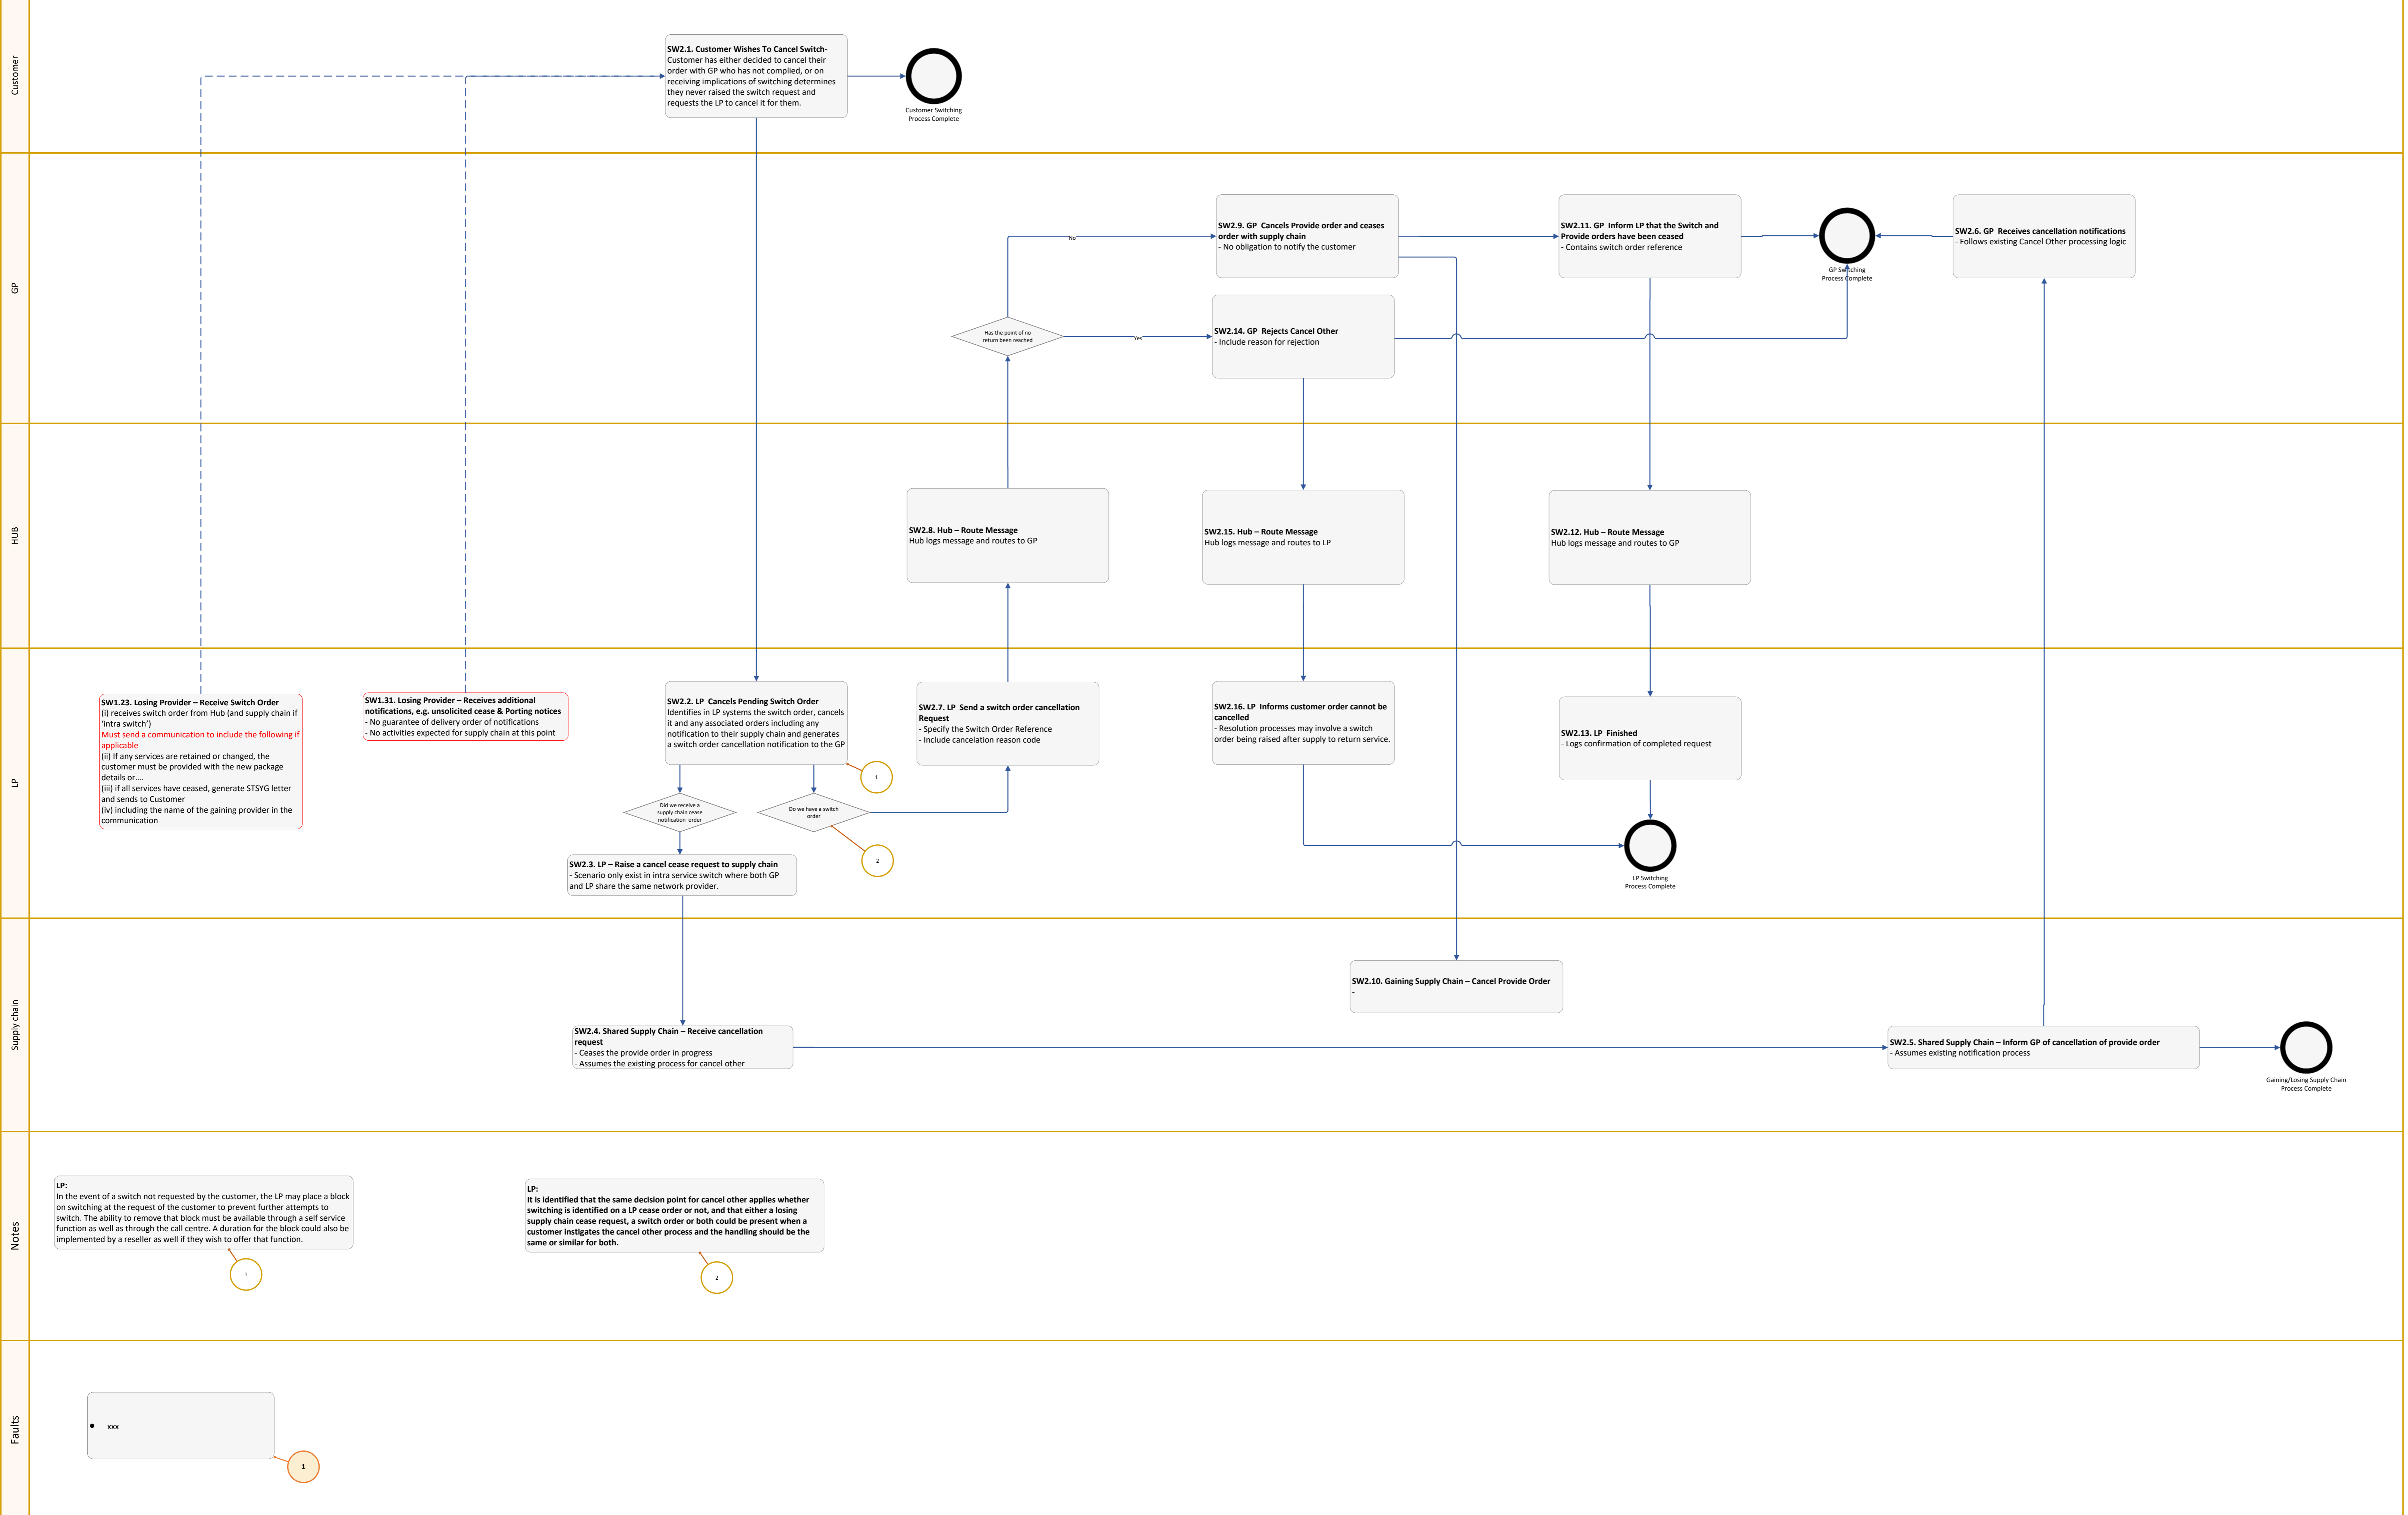 Customer
SW2.1. Customer Wishes To Cancel Switch-
Customer has either decided to cancel their
order with GP who has not complied, or on
receiving implications of switching determines
they never raised the switch request and
requests the LP to cancel it for them.
Customer Switching
Process Complete
GP
SW2.9. GP  Cancels Provide order and ceases
order with supply chain
- No obligation to notify the customer
SW2.11. GP  Inform LP that the Switch and
Provide orders have been ceased
- Contains switch order reference
GP Switching
Process Complete
SW2.6. GP  Receives cancellation notifications
- Follows existing Cancel Other processing logic
No
Has the point of no
return been reached
Yes
SW2.14. GP  Rejects Cancel Other
- Include reason for rejection
HUB
SW2.8. Hub – Route Message
Hub logs message and routes to GP
SW2.15. Hub – Route Message
Hub logs message and routes to LP
SW2.12. Hub – Route Message
Hub logs message and routes to GP
LP
SW1.23. Losing Provider – Receive Switch Order
(i) receives switch order from Hub (and supply chain if
‘intra switch’)
Must send a communication to include the following if
applicable
(ii) If any services are retained or changed, the
customer must be provided with the new package
details or....
(iii) if all services have ceased, generate STSYG letter
and sends to Customer
(iv) including the name of the gaining provider in the
communication
SW1.31. Losing Provider – Receives additional
notifications, e.g. unsolicited cease & Porting notices
- No guarantee of delivery order of notifications
- No activities expected for supply chain at this point
SW2.2. LP  Cancels Pending Switch Order
Identifies in LP systems the switch order, cancels
it and any associated orders including any
notification to their supply chain and generates
a switch order cancellation notification to the GP
1
Did we receive a
supply chain cease
notification  order
Do we have a switch
order
2
SW2.3. LP – Raise a cancel cease request to supply chain
- Scenario only exist in intra service switch where both GP
and LP share the same network provider.
SW2.7. LP  Send a switch order cancellation
Request
- Specify the Switch Order Reference
- Include cancelation reason code
SW2.16. LP  Informs customer order cannot be
cancelled
- Resolution processes may involve a switch
order being raised after supply to return service.
SW2.13. LP  Finished
- Logs confirmation of completed request
LP Switching
Process Complete
Supply chain
SW2.10. Gaining Supply Chain – Cancel Provide Order
-
SW2.4. Shared Supply Chain – Receive cancellation
request
- Ceases the provide order in progress
- Assumes the existing process for cancel other
SW2.5. Shared Supply Chain – Inform GP of cancellation of provide order
- Assumes existing notification process
Gaining/Losing Supply Chain
Process Complete
Notes
LP:
In the event of a switch not requested by the customer, the LP may place a block
on switching at the request of the customer to prevent further attempts to
switch. The ability to remove that block must be available through a self service
function as well as through the call centre. A duration for the block could also be
implemented by a reseller as well if they wish to offer that function.
1
LP:
It is identified that the same decision point for cancel other applies whether
switching is identified on a LP cease order or not, and that either a losing
supply chain cease request, a switch order or both could be present when a
customer instigates the cancel other process and the handling should be the
same or similar for both.
2
Faults
● xxx
1